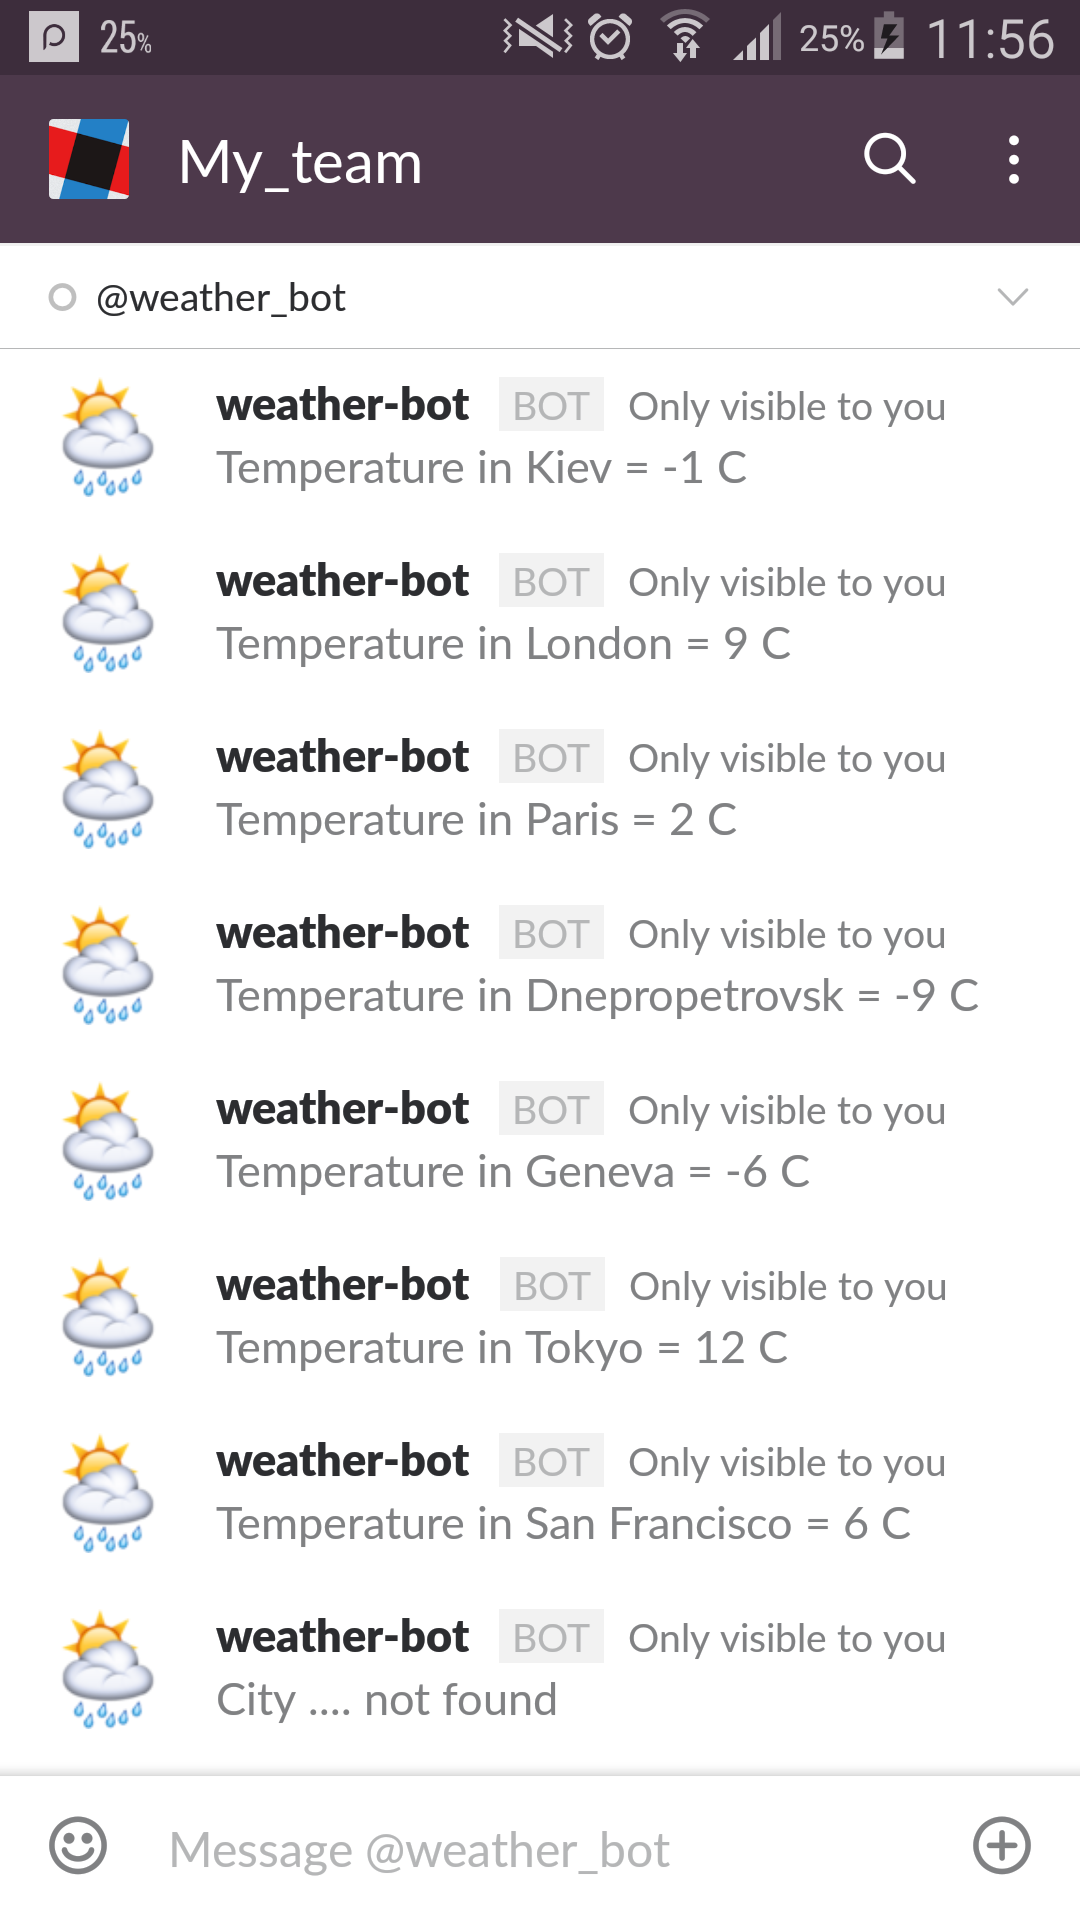 25%
25% 11:56
My_team
@weather_bot
weather-bot BOT Only visible to you
Temperature in Kiev = -1 C
weather-bot BOT Only visible to you
Temperature in London = 9 C
weather-bot BOT Only visible to you
Temperature in Paris = 2 C
weather-bot BOT Only visible to you
Temperature in Dnepropetrovsk = -9 C
weather-bot BOT Only visible to you
Temperature in Geneva = -6 C
weather-bot BOT Only visible to you
Temperature in Tokyo = 12 C
weather-bot BOT Only visible to you
Temperature in San Francisco = 6 C
weather-bot BOT Only visible to you
City .... not found
Message @weather_bot